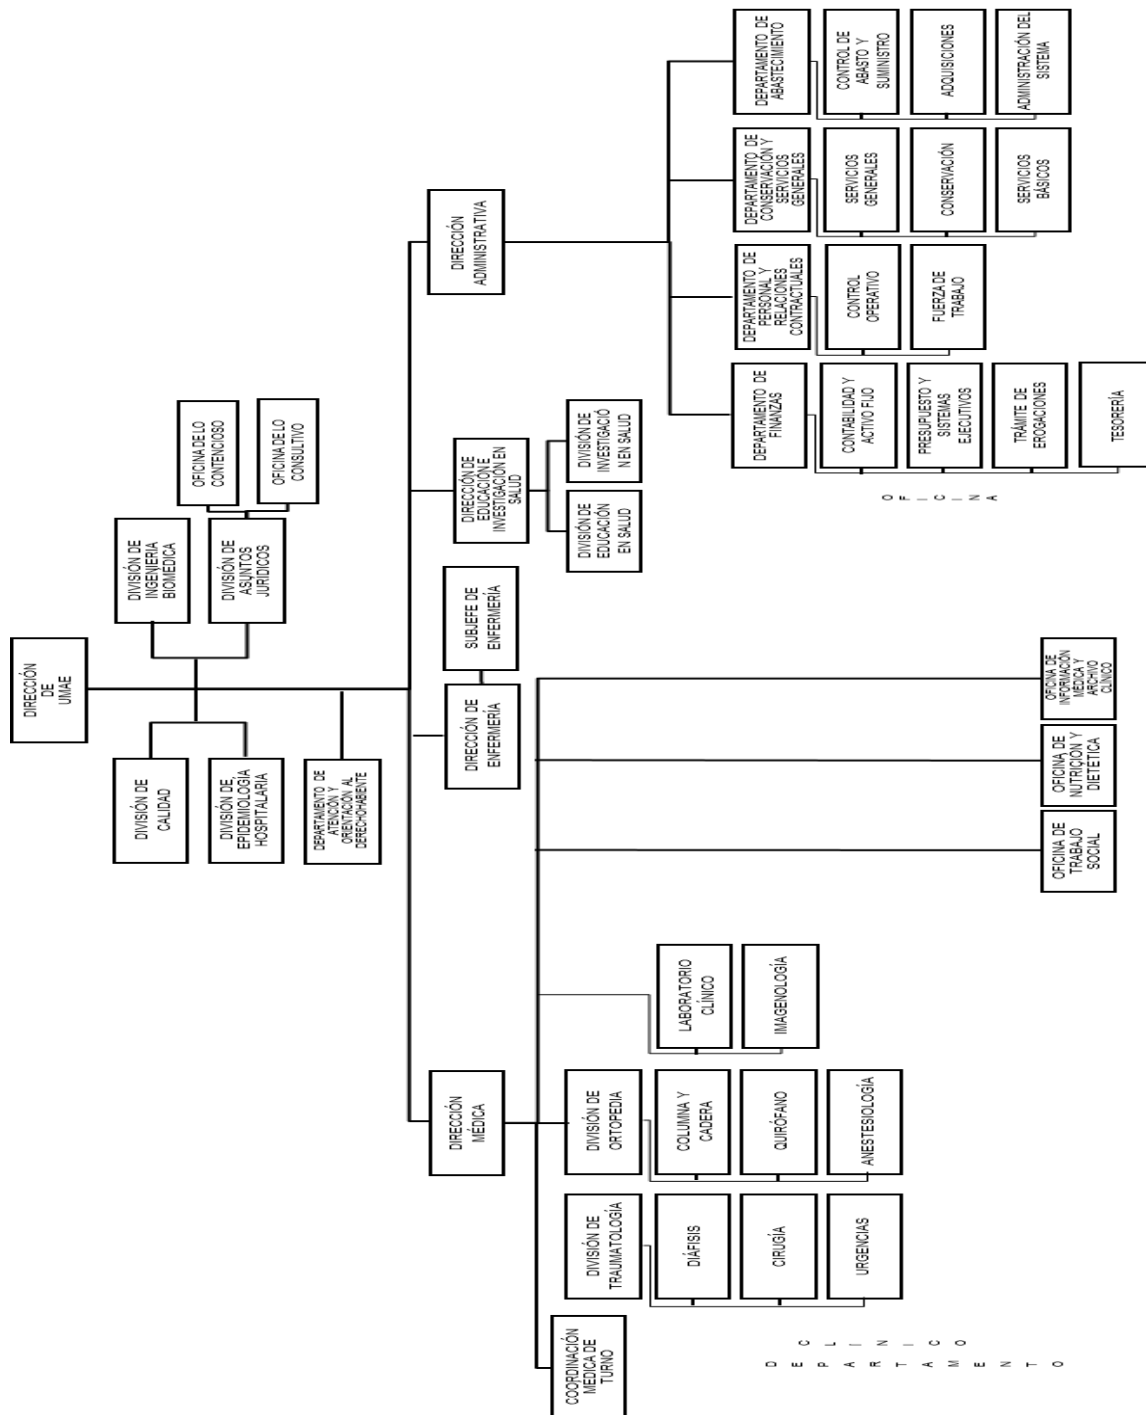 DIRECCIÓN
DE
UMAE
DIVISIÓN DE
CALIDAD
DIVISIÓN DE
INGENIERIA
BIOMEDICA
DIVISIÓN DE
EPIDEMIOLOGÍA
HOSPITALARIA
DIVISIÓN DE
ASUNTOS
JURIDICOS
OFICINA DE LO
CONTENCIOSO
OFICINA DE LO
CONSULTIVO
DEPARTAMENTO DE
ATENCIÓN Y
ORIENTACIÓN AL
DERECHOHABIENTE
DIRECCIÓN
MÉDICA
DIRECCIÓN DE
ENFERMERÍA
SUBJEFE DE
ENFERMERÍA
DIRECCIÓN DE
EDUCACIÓN E
INVESTIGACIÓN EN
SALUD
DIRECCIÓN
ADMINISTRATIVA
COORDINACIÓN
MÉDICA DE
TURNO
DIVISIÓN DE
TRAUMATOLOGÍA
DIÁFISIS
CIRUGÍA
URGENCIAS
DIVISIÓN DE
ORTOPEDIA
COLUMNA Y
CADERA
QUIRÓFANO
ANESTESIOLOGÍA
LABORATORIO
CLÍNICO
IMAGENOLOGÍA
OFICINA DE
TRABAJO
SOCIAL
OFICINA DE
NUTRICIÓN Y
DIETÉTICA
OFICINA DE
INFORMACIÓN
MÉDICA Y
ARCHIVO
CLÍNICO
DIVISIÓN DE
EDUCACIÓN
EN SALUD
DIVISIÓN DE
INVESTIGACIÓ
N EN SALUD
DEPARTAMENTO DE
FINANZAS
CONTABILIDAD Y
ACTIVO FIJO
PRESUPUESTO Y
SISTEMAS
EJECUTIVOS
TRÁMITE DE
EROGACIONES
TESORERÍA
DEPARTAMENTO DE
PERSONAL Y
RELACIONES
CONTRACTUALES
CONTROL
OPERATIVO
FUERZA DE
TRABAJO
DEPARTAMENTO DE
CONSERVACIÓN Y
SERVICIOS
GENERALES
SERVICIOS
GENERALES
CONSERVACIÓN
SERVICIOS
BÁSICOS
DEPARTAMENTO DE
ABASTECIMIENTO
CONTROL DE
ABASTO Y
SUMINISTRO
ADQUISICIONES
ADMINISTRACIÓN DEL
SISTEMA
DEPARTAMENTO
CLINICO
OFICINA